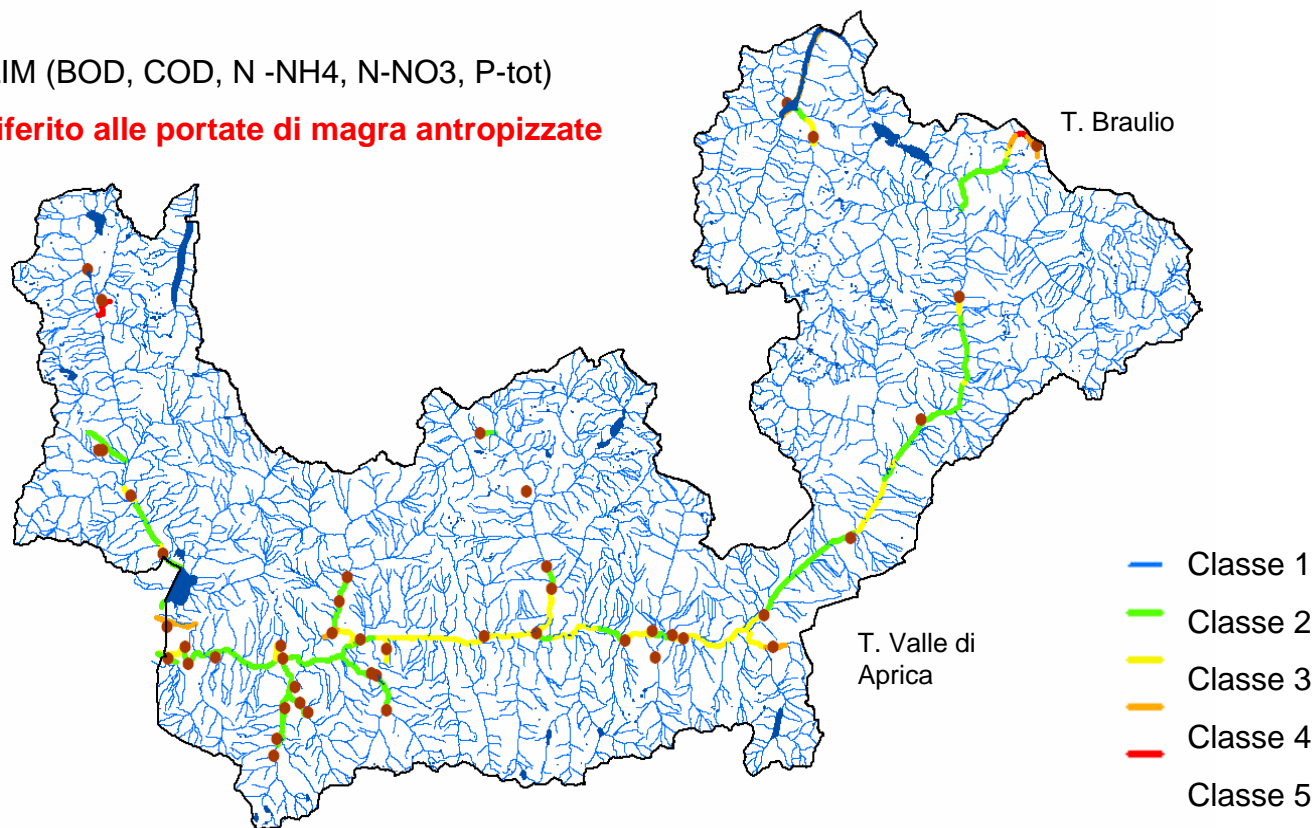 IM (BOD, COD, N -NH4, N-NO3, P-tot)
iferito alle portate di magra antropizzate
T. Braulio
T. Valle di
Aprica
Classe 1
Classe 2
Classe 3
Classe 4
Classe 5